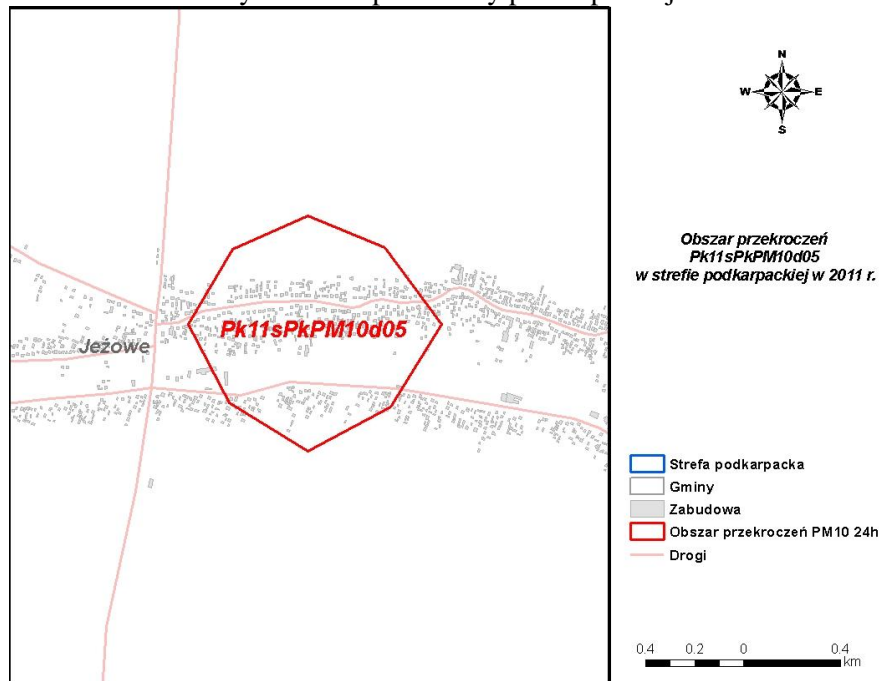 N
W E
S
Obszar przekroczeń
Pk11sPkPM10d05
w strefie podkarpackiej w 2011 r.
Pk11sPkPM10d05
Jeżowe
Strefa podkarpacka
Gminy
Zabudowa
Obszar przekroczeń PM10 24h
Drogi
0.4 0.2 0 0.4
km